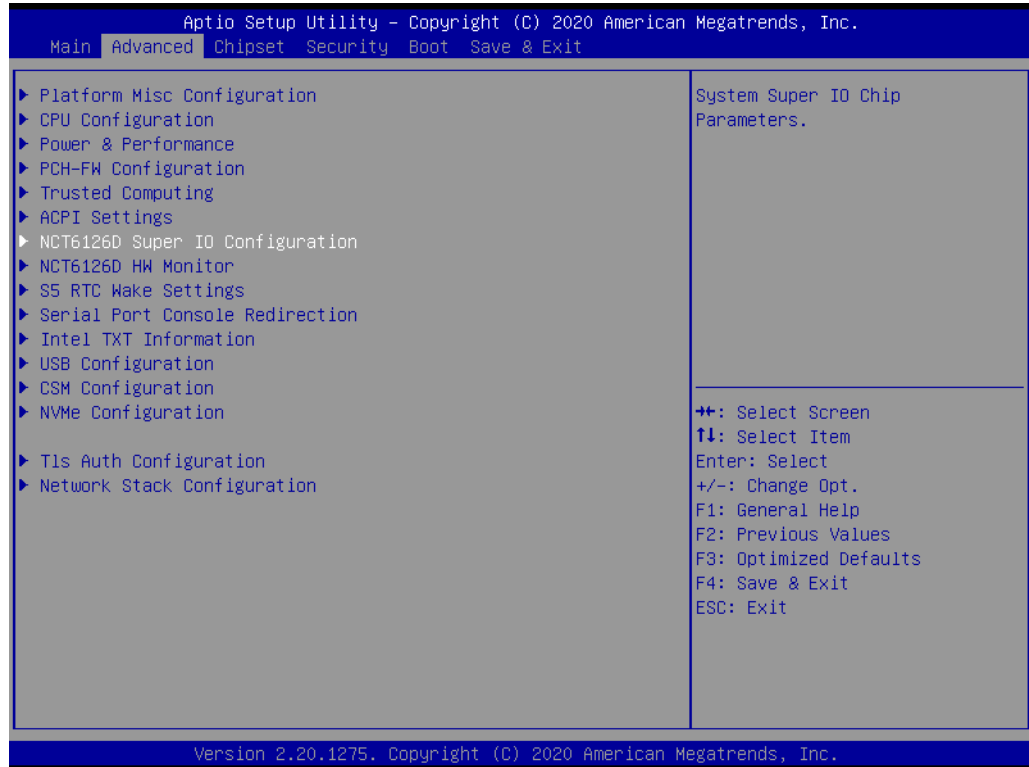 Aptio Setup Utility – Copyright (C) 2020 American Megatrends, Inc.
Main Advanced Chipset Security Boot Save & Exit
▶ Platform Misc Configuration
▶ CPU Configuration
▶ Power & Performance
▶ PCH-FW Configuration
▶ Trusted Computing
▶ ACPI Settings
▶ NCT6126D Super IO Configuration
▶ NCT6126D HW Monitor
▶ S5 RTC Wake Settings
▶ Serial Port Console Redirection
▶ Intel TXT Information
▶ USB Configuration
▶ CSM Configuration
▶ NVMe Configuration
▶ Tls Auth Configuration
▶ Network Stack Configuration
System Super IO Chip
Parameters.
→←: Select Screen
↑↓: Select Item
Enter: Select
+/-: Change Opt.
F1: General Help
F2: Previous Values
F3: Optimized Defaults
F4: Save & Exit
ESC: Exit
Version 2.20.1275. Copyright (C) 2020 American Megatrends, Inc.